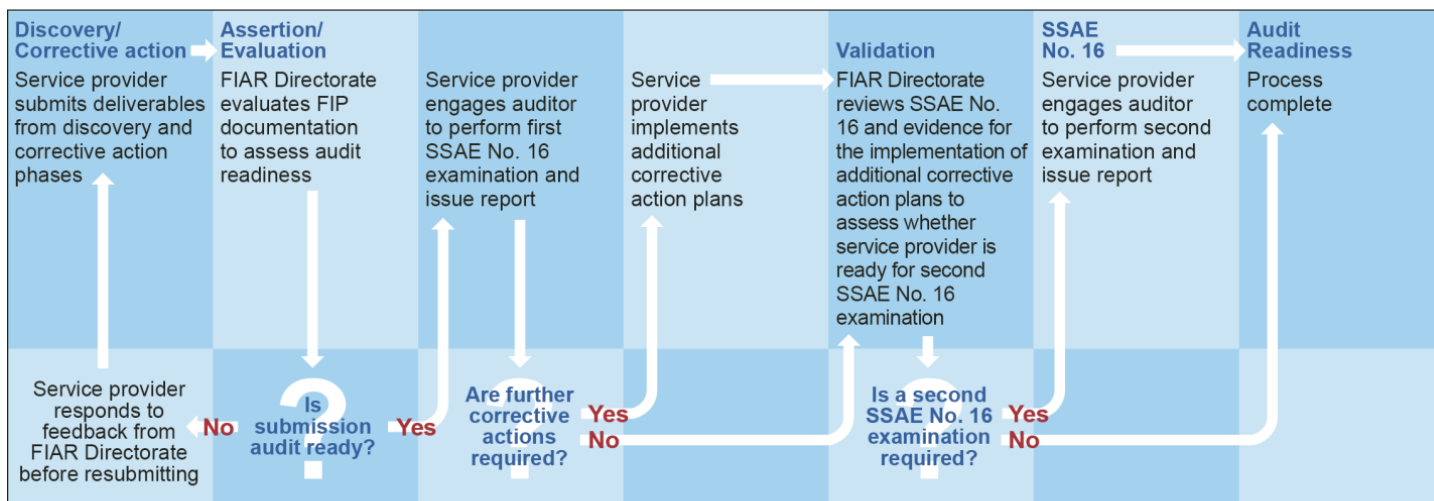 Discovery/
Corrective action
Service provider
submits deliverables
from discovery and
corrective action
phases
Assertion/
Evaluation
FIAR Directorate
evaluates FIP
documentation
to assess audit
readiness
Service provider
engages auditor
to perform first
SSAE No. 16
examination and
issue report
Service
provider
implements
additional
corrective
action plans
Validation
FIAR Directorate
reviews SSAE No.
16 and evidence for
the implementation of
additional corrective
action plans to
assess whether
service provider is
ready for second
SSAE No. 16
examination
SSAE
No. 16
Service provider
engages auditor
to perform second
examination and
issue report
Audit
Readiness
Process
complete
Service provider
responds to
feedback from
FIAR Directorate
before resubmitting
No
?
Is
submission
audit ready?
Yes
?
Are further
corrective
actions
required?
Yes
No
?
Is a second
SSAE No. 16
examination
required?
Yes
No